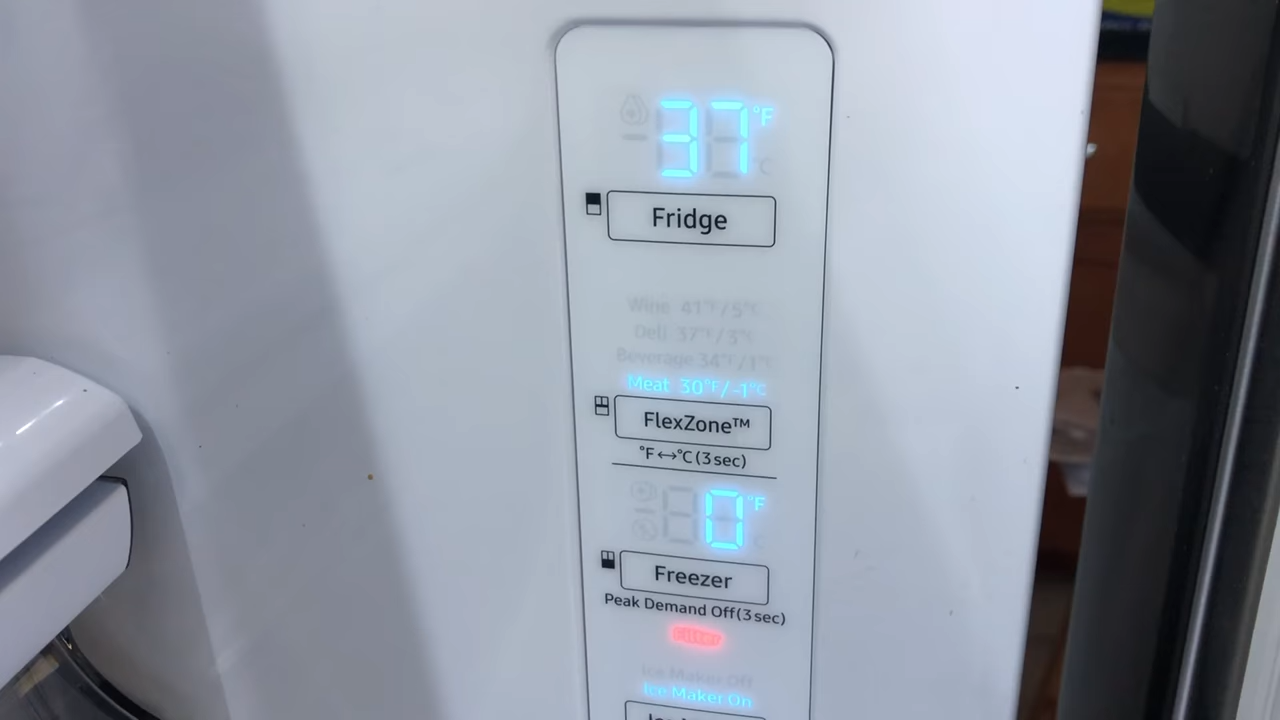 37°F
Fridge
Wine 41°F/5°C
Deli 37°F/3°C
Beverage 34°F/1°C
Meat 30°F/-1°C
FlexZone™
°F↔°C(3sec)
0°F
Freezer
Peak Demand Off(3sec)
Filter
Ice Maker Off
Ice Maker On